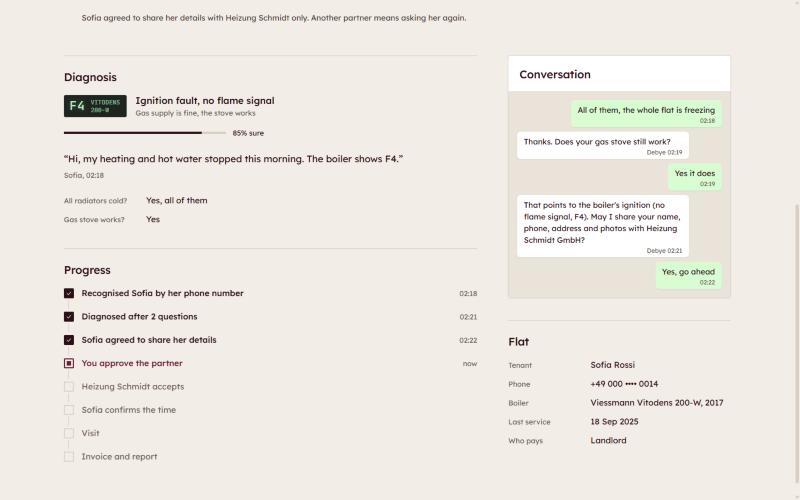 Sofia agreed to share her details with Heizung Schmidt only. Another partner means asking her again.
Diagnosis
F4 VITODENS
200-W
Ignition fault, no flame signal
Gas supply is fine, the stove works
85% sure
“Hi, my heating and hot water stopped this morning. The boiler shows F4.”
Sofia, 02:18
All radiators cold? Yes, all of them
Gas stove works? Yes
Progress
Recognised Sofia by her phone number 02:18
Diagnosed after 2 questions 02:21
Sofia agreed to share her details 02:22
You approve the partner now
Heizung Schmidt accepts
Sofia confirms the time
Visit
Invoice and report
Conversation
All of them, the whole flat is freezing
02:18
Thanks. Does your gas stove still work?
Debye 02:19
Yes it does
02:19
That points to the boiler's ignition (no
flame signal, F4). May I share your name,
phone, address and photos with Heizung
Schmidt GmbH?
Debye 02:21
Yes, go ahead
02:22
Flat
Tenant Sofia Rossi
Phone +49 000 •••• 0014
Boiler Viessmann Vitodens 200-W, 2017
Last service 18 Sep 2025
Who pays Landlord